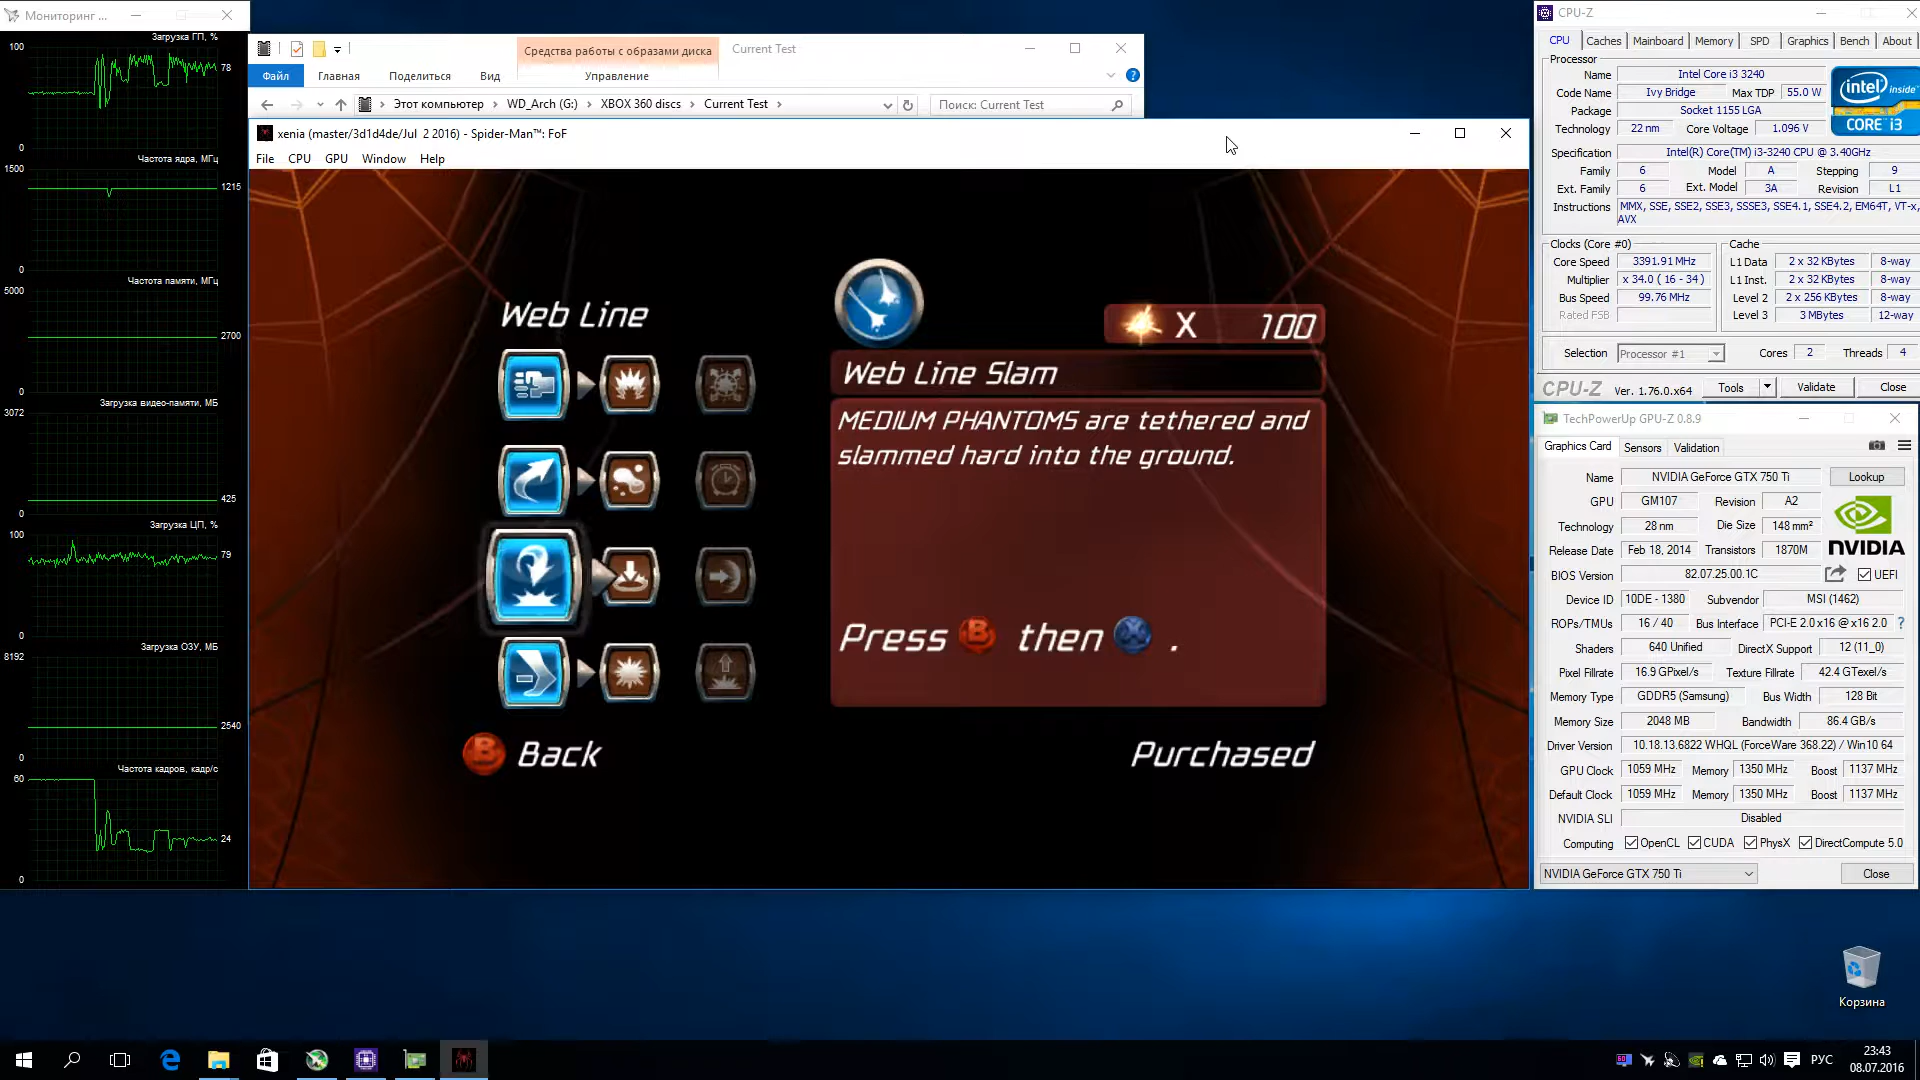 Мониторинг ...
Загрузка ГП, %
100
78
0
Частота ядра, МГц
1500
1215
0
Частота памяти, МГц
5000
2700
0
Загрузка видео-памяти, МБ
3072
425
0
Загрузка ЦП, %
100
79
0
Загрузка ОЗУ, МБ
8192
2540
0
Частота кадров, кадр/с
60
24
0
Средства работы с образами диска
Current Test
Файл
Главная
Поделиться
Вид
Управление
Этот компьютер
WD_Arch (G:)
XBOX 360 discs
Current Test
Поиск: Current Test
xenia (master/3d1d4de/Jul 2 2016) - Spider-Man™: FoF
File CPU GPU Window Help
Web Line
X 100
Web Line Slam
MEDIUM PHANTOMS are tethered and
slammed hard into the ground.
Press B then X .
B Back
Purchased
CPU-Z
CPU Caches Mainboard Memory SPD Graphics Bench About
Processor
Name Intel Core i3 3240
Code Name Ivy Bridge Max TDP 55.0 W
Package Socket 1155 LGA
Technology 22 nm Core Voltage 1.096 V
intel inside
CORE i3
Specification Intel(R) Core(TM) i3-3240 CPU @ 3.40GHz
Family 6 Model A Stepping 9
Ext. Family 6 Ext. Model 3A Revision L1
Instructions MMX, SSE, SSE2, SSE3, SSSE3, SSE4.1, SSE4.2, EM64T, VT-x,
AVX
Clocks (Core #0)
Core Speed 3391.91 MHz
Multiplier x 34.0 ( 16 - 34 )
Bus Speed 99.76 MHz
Rated FSB
Cache
L1 Data 2 x 32 KBytes 8-way
L1 Inst. 2 x 32 KBytes 8-way
Level 2 2 x 256 KBytes 8-way
Level 3 3 MBytes 12-way
Selection Processor #1 Cores 2 Threads 4
CPU-Z Ver. 1.76.0.x64 Tools Validate Close
TechPowerUp GPU-Z 0.8.9
Graphics Card Sensors Validation
Name NVIDIA GeForce GTX 750 Ti Lookup
GPU GM107 Revision A2
Technology 28 nm Die Size 148 mm²
Release Date Feb 18, 2014 Transistors 1870M
NVIDIA
BIOS Version 82.07.25.00.1C UEFI
Device ID 10DE - 1380 Subvendor MSI (1462)
ROPs/TMUs 16 / 40 Bus Interface PCI-E 2.0 x16 @ x16 2.0 ?
Shaders 640 Unified DirectX Support 12 (11_0)
Pixel Fillrate 16.9 GPixel/s Texture Fillrate 42.4 GTexel/s
Memory Type GDDR5 (Samsung) Bus Width 128 Bit
Memory Size 2048 MB Bandwidth 86.4 GB/s
Driver Version 10.18.13.6822 WHQL (ForceWare 368.22) / Win10 64
GPU Clock 1059 MHz Memory 1350 MHz Boost 1137 MHz
Default Clock 1059 MHz Memory 1350 MHz Boost 1137 MHz
NVIDIA SLI Disabled
Computing OpenCL CUDA PhysX DirectCompute 5.0
NVIDIA GeForce GTX 750 Ti Close
Корзина
РУС
23:43
08.07.2016